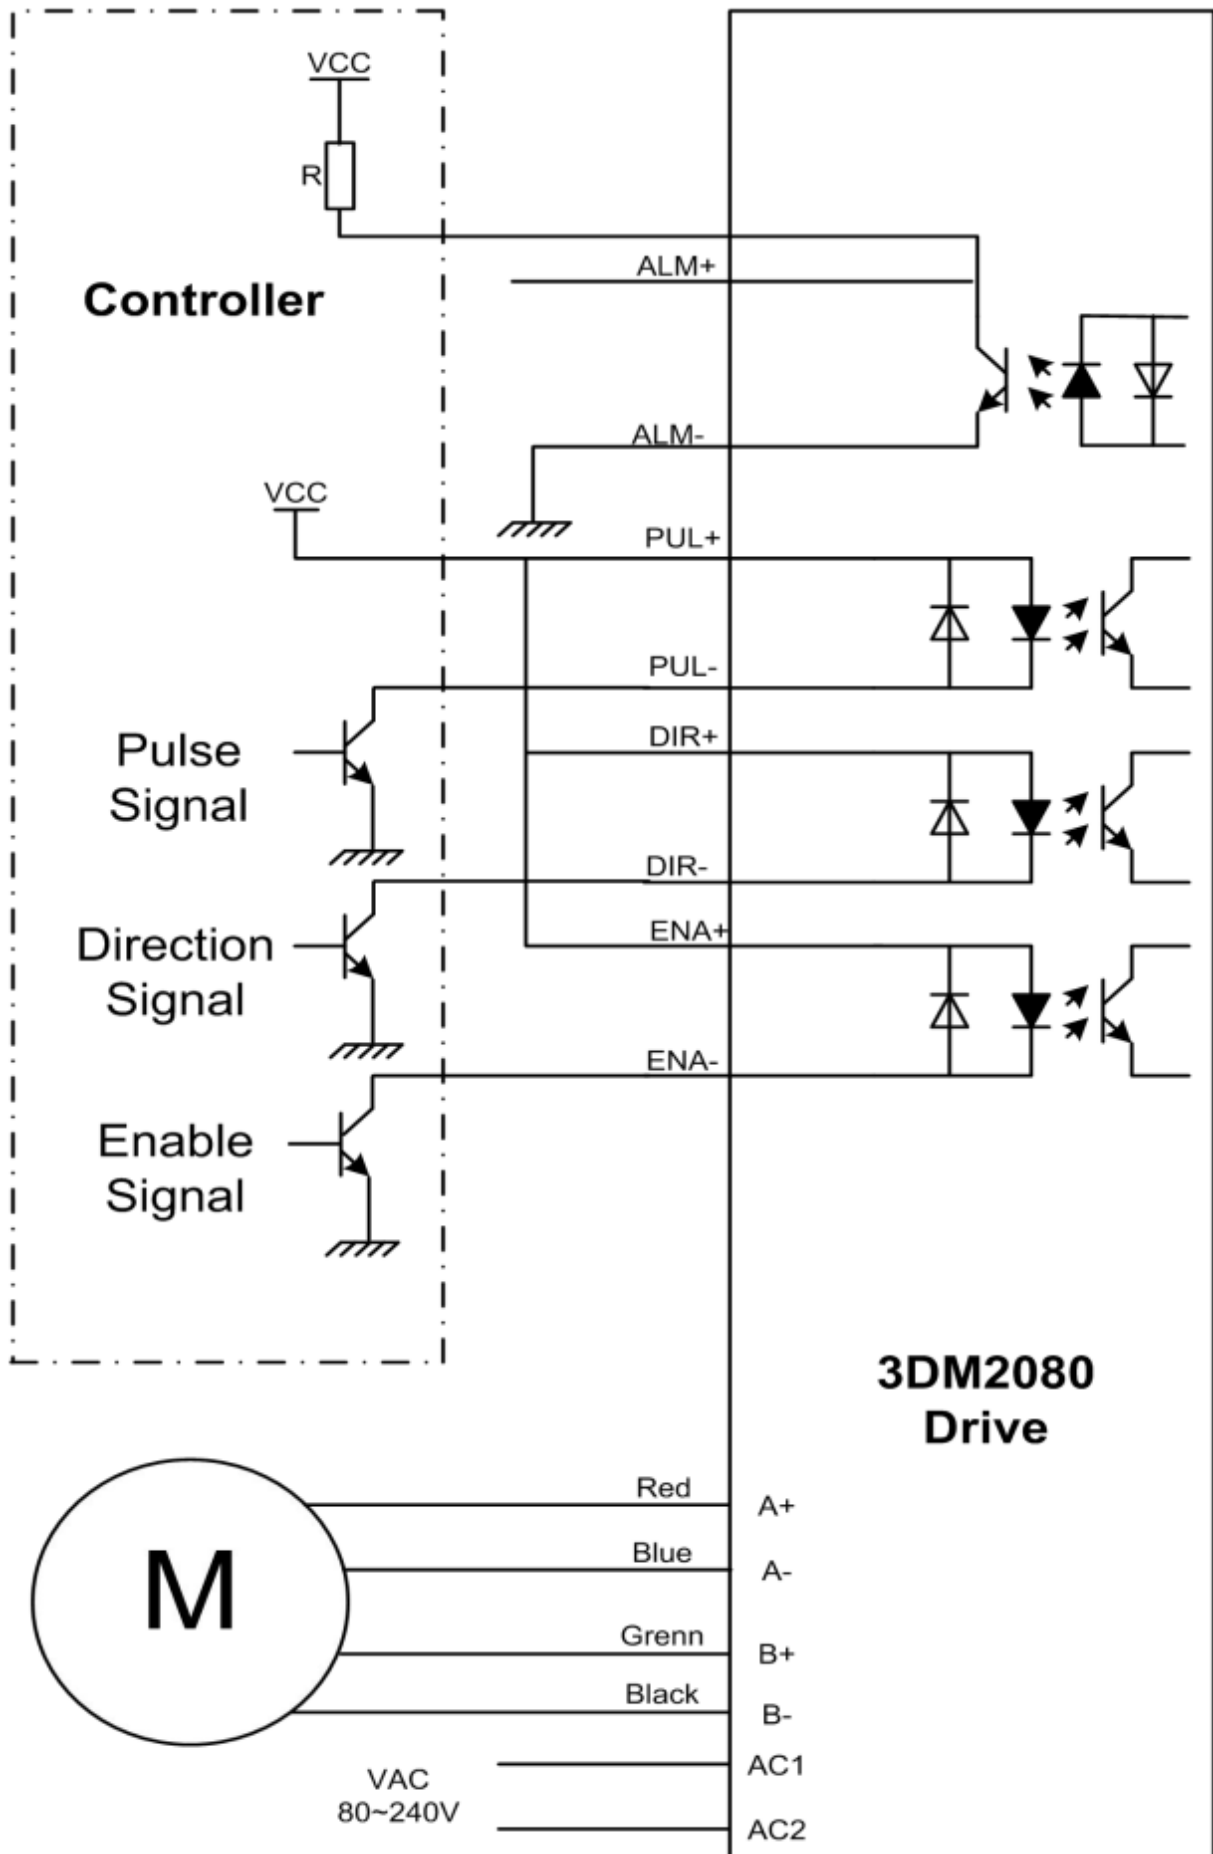 VCC
R
ALM+
Controller
ALM-
VCC
PUL+
PUL-
Pulse
Signal
DIR+
DIR-
Direction
Signal
ENA+
ENA-
Enable
Signal
3DM2080
Drive
M
Red
A+
Blue
A-
Grenn
B+
Black
B-
VAC
80~240V
AC1
AC2